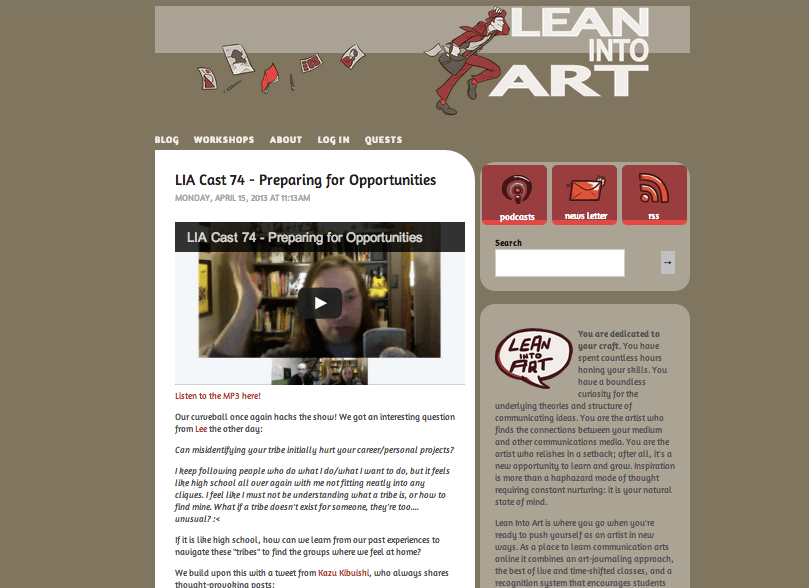 LEAN
INTO
ART
BLOG WORKSHOPS ABOUT LOG IN QUESTS
LIA Cast 74 - Preparing for Opportunities
MONDAY, APRIL 15, 2013 AT 11:13AM
LIA Cast 74 - Preparing for Opportunities
Listen to the MP3 here!
Our curveball once again hacks the show! We got an interesting question
from Lee the other day:
Can misidentifying your tribe initially hurt your career/personal projects?
I keep following people who do what I do/what I want to do, but it feels
like high school all over again with me not fitting neatly into any
cliques. I feel like I must not be understanding what a tribe is, or how to
find mine. What if a tribe doesn't exist for someone, they're too....
unusual? :<
If it is like high school, how can we learn from our past experiences to
navigate these "tribes" to find the groups where we feel at home?
We build upon this with a tweet from Kazu Kibuishi, who always shares
thought-provoking posts:
podcasts news letter rss
Search
→
LEAN
INTO
ART
You are dedicated to
your craft. You have
spent countless hours
honing your skills. You
have a boundless
curiosity for the
underlying theories and structure of
communicating ideas. You are the artist who
finds the connections between your medium
and other communications media. You are the
artist who relishes in a setback; after all, it's a
new opportunity to learn and grow. Inspiration
is more than a haphazard mode of thought
requiring constant nurturing: it is your natural
state of mind.
Lean Into Art is where you go when you're
ready to push yourself as an artist in new
ways. As a place to learn communication arts
online it combines an art-journaling approach,
the best of live and time-shifted classes, and a
recognition system that encourages students